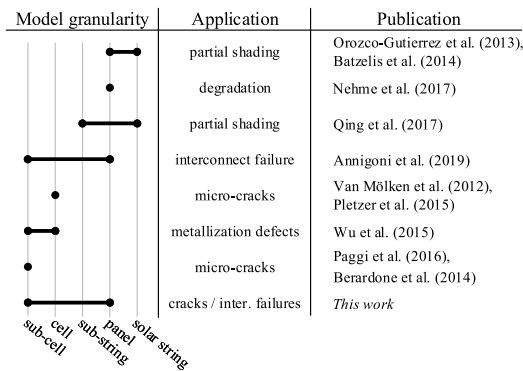 Model granularity Application Publication
partial shading Orozco-Gutierrez et al. (2013),
Batzelis et al. (2014)
degradation Nehme et al. (2017)
partial shading Qing et al. (2017)
interconnect failure Annigoni et al. (2019)
micro-cracks Van Mölken et al. (2012),
Pletzer et al. (2015)
metallization defects Wu et al. (2015)
micro-cracks Paggi et al. (2016),
Berardone et al. (2014)
cracks / inter. failures This work
sub-cell
cell
sub-string
panel
solar string